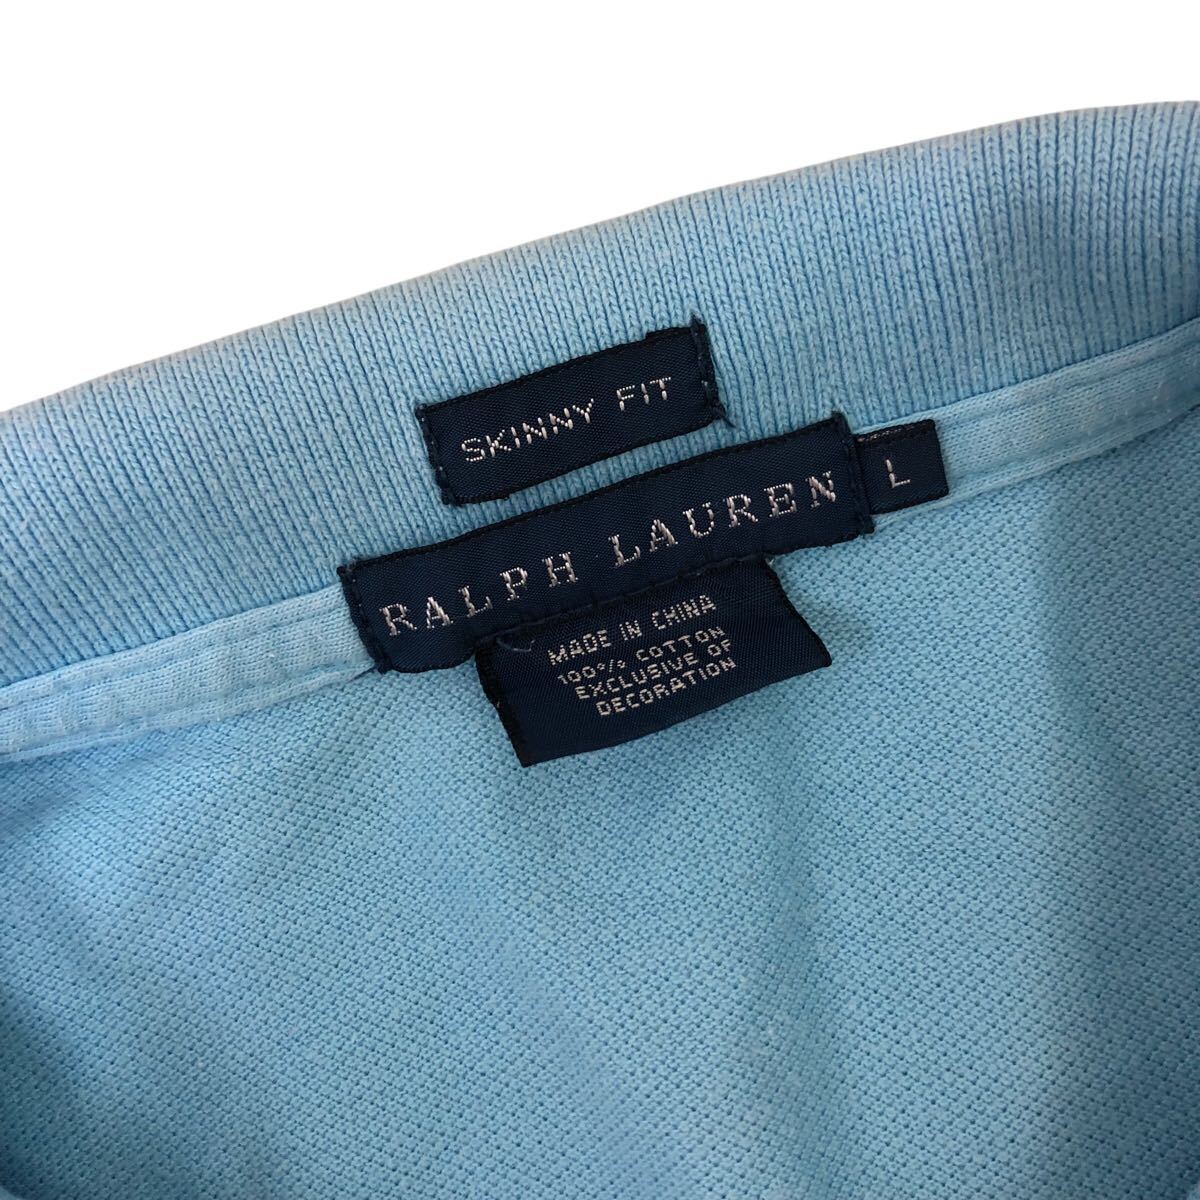 SKINNY FIT
RALPH LAUREN
L
MADE IN CHINA
100% COTTON
EXCLUSIVE OF
DECORATION